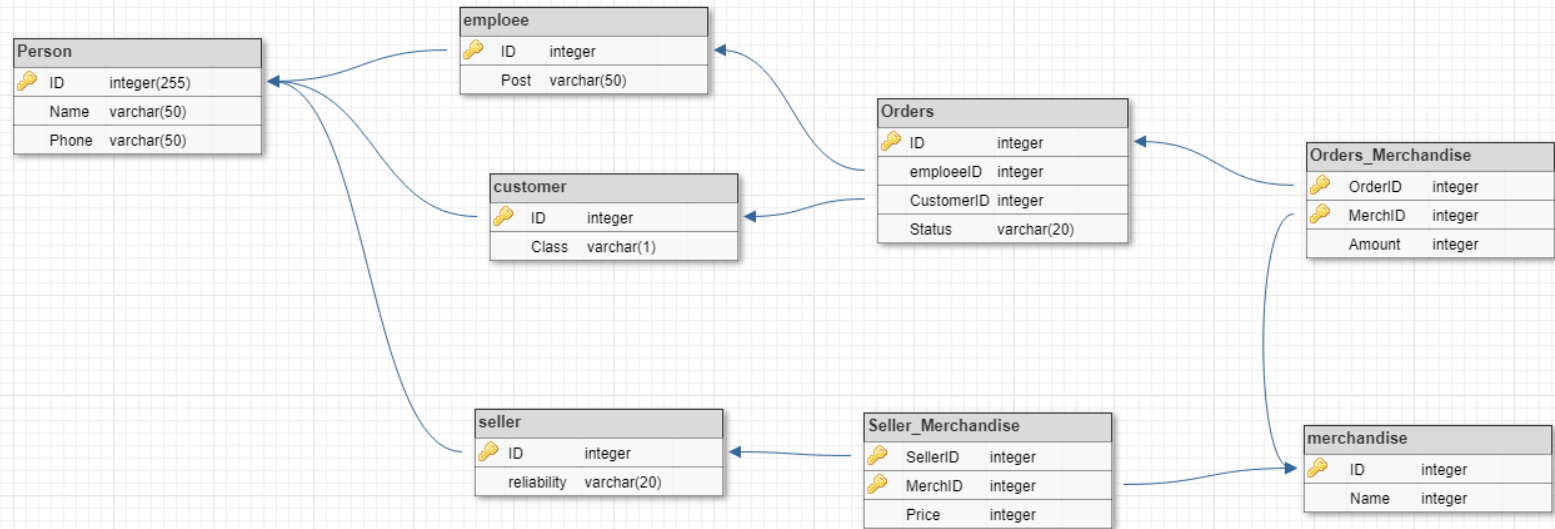 Person
ID integer(255)
Name varchar(50)
Phone varchar(50)
emploee
ID integer
Post varchar(50)
customer
ID integer
Class varchar(1)
seller
ID integer
reliability varchar(20)
Orders
ID integer
emploeeID integer
CustomerID integer
Status varchar(20)
Seller_Merchandise
SellerID integer
MerchID integer
Price integer
Orders_Merchandise
OrderID integer
MerchID integer
Amount integer
merchandise
ID integer
Name integer